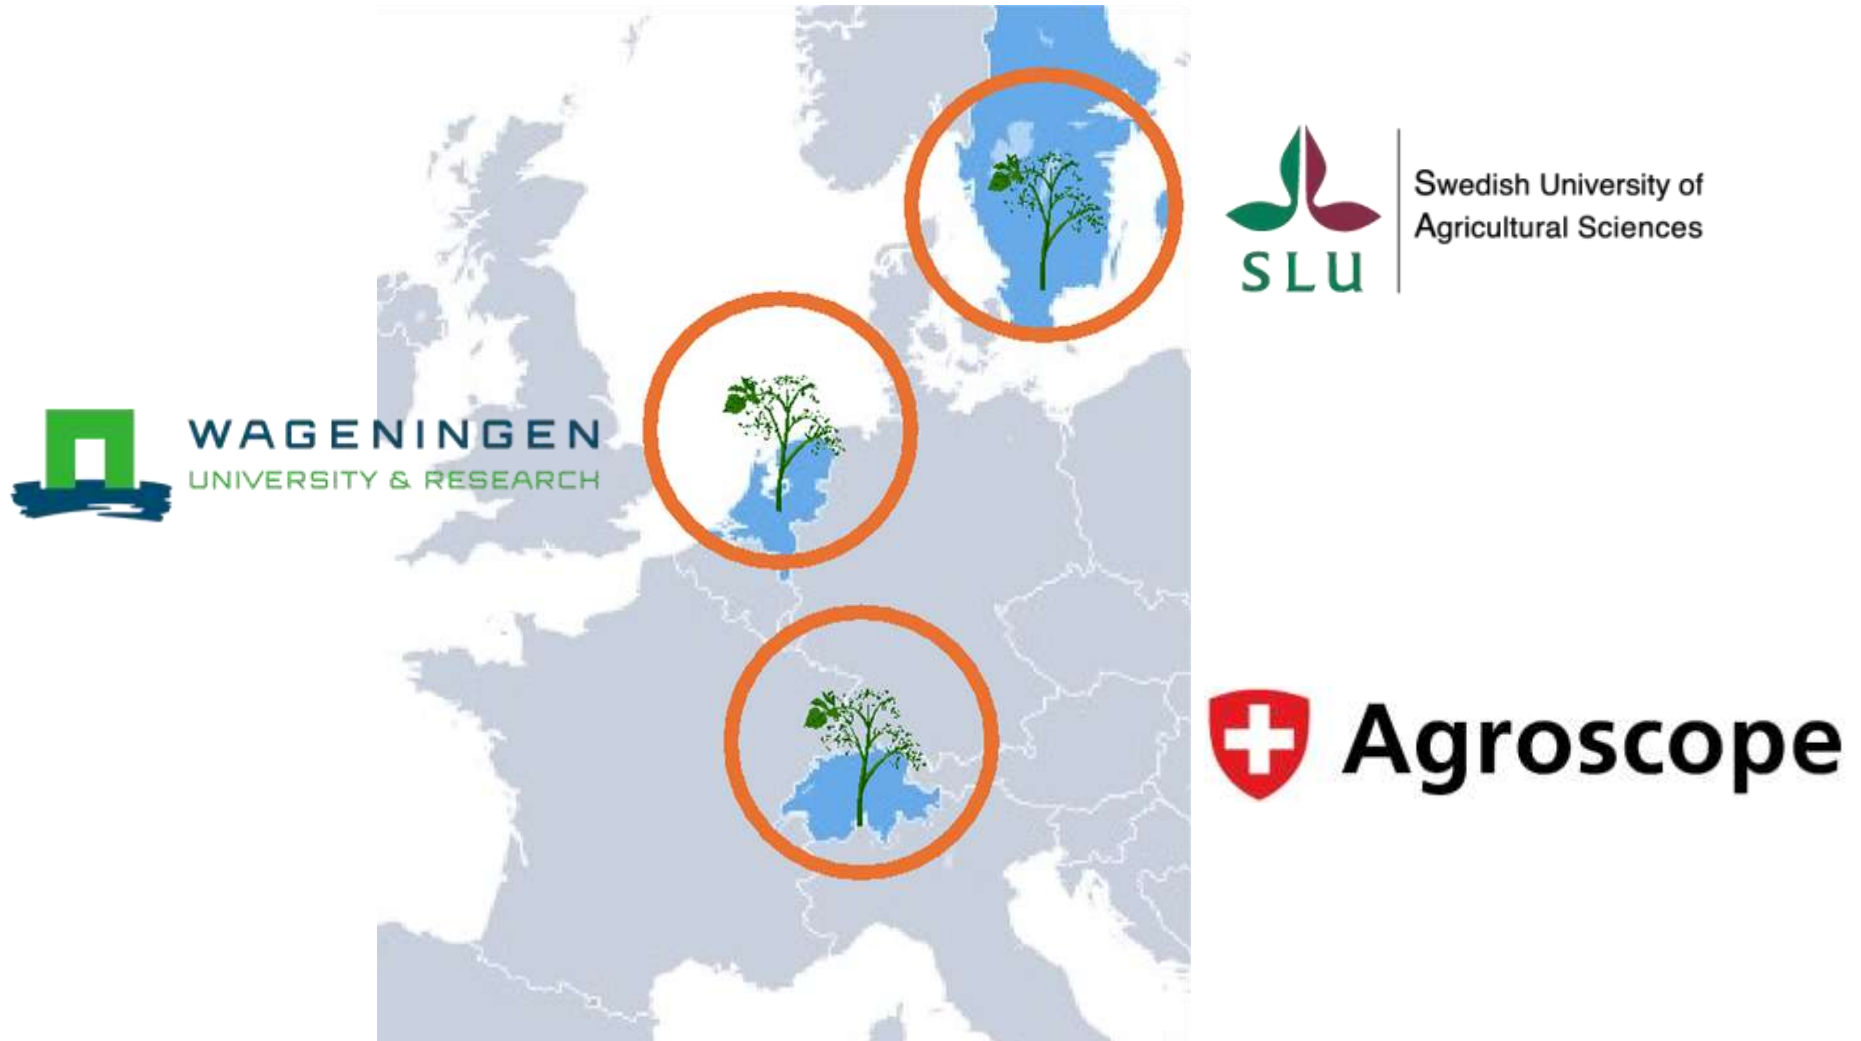 Swedish University of
Agricultural Sciences
SLU
WAGENINGEN
UNIVERSITY & RESEARCH
Agroscope